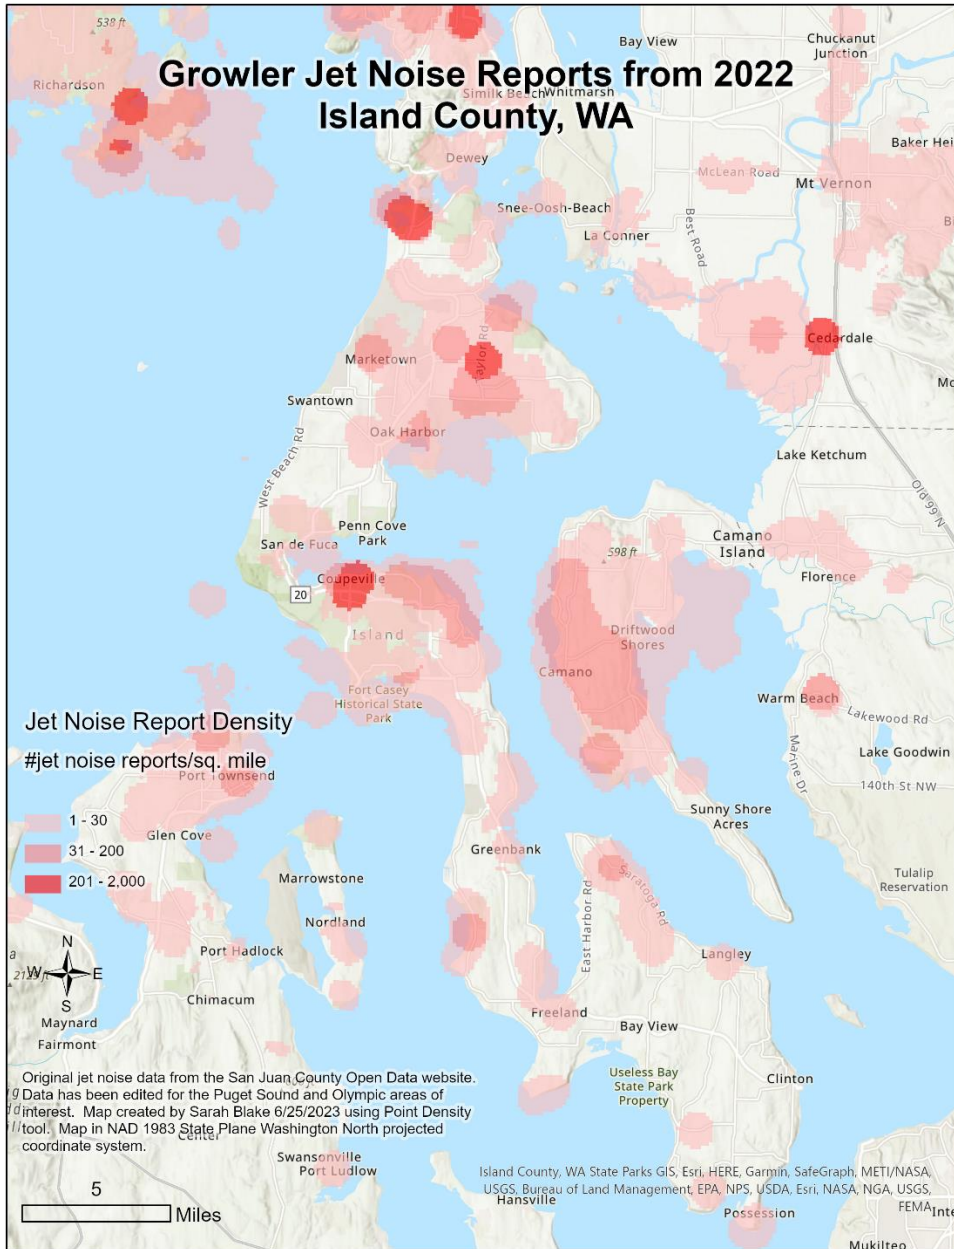 538 ft
Bay View
Chuckanut
Junction
Richardson
Growler Jet Noise Reports from 2022
Island County, WA
Similk Beach
Whitmarsh
Baker Hei
Dewey
McLean Road
Mt Vernon
Snee-Oosh-Beach
La Conner
Best Road
Cedardale
Taylor Rd
Marketown
Swantown
Oak Harbor
West Beach Rd
Lake Ketchum
Old 99 N
Penn Cove
Park
San de Fuca
Camano
Island
598 ft
Coupeville
20
Florence
Island
Driftwood
Shores
Camano
Fort Casey
Historical State
Park
Warm Beach
Lakewood Rd
Jet Noise Report Density
#jet noise reports/sq. mile
Lake Goodwin
Marine Dr
140th St NW
Port Townsend
Sunny Shore
Acres
1 - 30
31 - 200
201 - 2,000
Glen Cove
Greenbank
Marrowstone
Saratoga Rd
Tulalip
Reservation
East Harbor Rd
Nordland
Port Hadlock
Langley
N
W
E
S
Chimacum
Freeland
Bay View
Maynard
Fairmont
Useless Bay
State Park
Property
Clinton
Original jet noise data from the San Juan County Open Data website.
Data has been edited for the Puget Sound and Olympic areas of
interest. Map created by Sarah Blake 6/25/2023 using Point Density
tool. Map in NAD 1983 State Plane Washington North projected
coordinate system.
Center
Swansonville
Port Ludlow
Island County, WA State Parks GIS, Esri, HERE, Garmin, SafeGraph, METI/NASA,
USGS, Bureau of Land Management, EPA, NPS, USDA, Esri, NASA, NGA, USGS,
FEMA
5
Miles
Hansville
Possession
Mukilteo